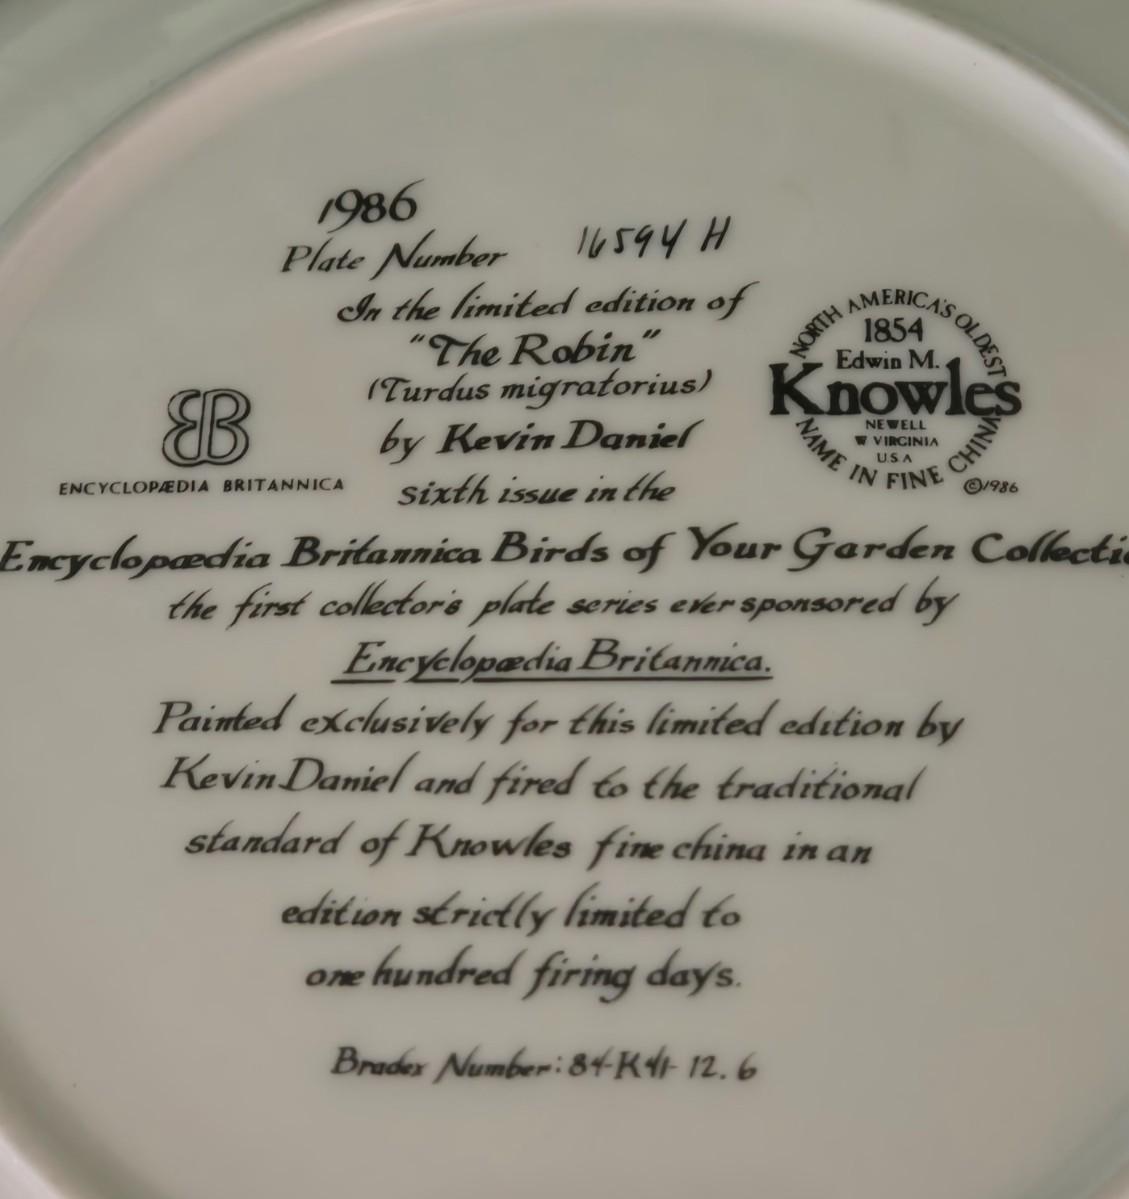 1986
Plate Number 16594 H
In the limited edition of
"The Robin"
(Turdus migratorius)
by Kevin Daniel
sixth issue in the
ENCYCLOPÆDIA BRITANNICA
NORTH AMERICA'S OLDEST
1854
Edwin M.
Knowles
NEWELL
W VIRGINIA
USA
NAME IN FINE CHINA
©1986
Encyclopædia Britannica Birds of Your Garden Collectio
the first collector's plate series ever sponsored by
Encyclopædia Britannica.
Painted exclusively for this limited edition by
Kevin Daniel and fired to the traditional
standard of Knowles fine china in an
edition strictly limited to
one hundred firing days.
Bradex Number: 84-K41-12.6